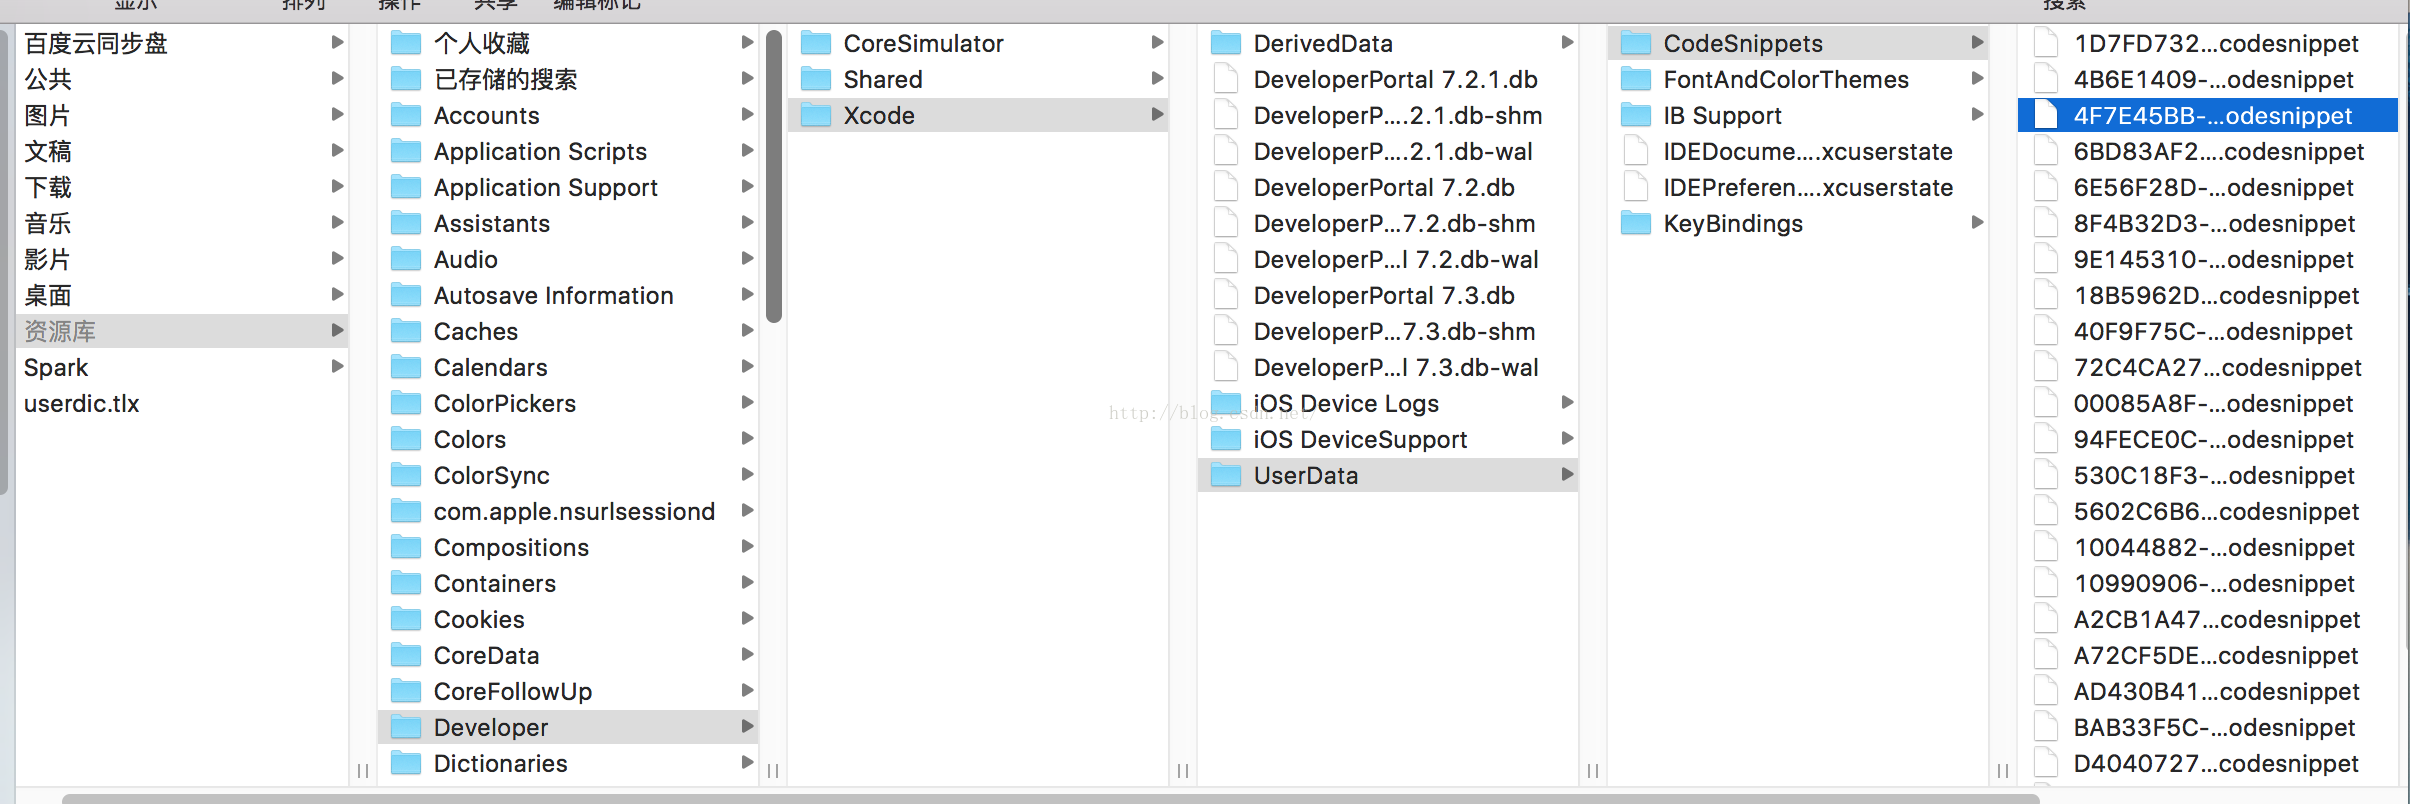 显示 排列 操作 共享 编辑标记 搜索
百度云同步盘
公共
图片
文稿
下载
音乐
影片
桌面
资源库
Spark
userdic.tlx
个人收藏
已存储的搜索
Accounts
Application Scripts
Application Support
Assistants
Audio
Autosave Information
Caches
Calendars
ColorPickers
Colors
ColorSync
com.apple.nsurlsessiond
Compositions
Containers
Cookies
CoreData
CoreFollowUp
Developer
Dictionaries
CoreSimulator
Shared
Xcode
DerivedData
DeveloperPortal 7.2.1.db
DeveloperP....2.1.db-shm
DeveloperP....2.1.db-wal
DeveloperPortal 7.2.db
DeveloperP...7.2.db-shm
DeveloperP...l 7.2.db-wal
DeveloperPortal 7.3.db
DeveloperP...7.3.db-shm
DeveloperP...l 7.3.db-wal
iOS Device Logs
iOS DeviceSupport
UserData
http://blog.csdn.net/
CodeSnippets
FontAndColorThemes
IB Support
IDEDocume....xcuserstate
IDEPreferen....xcuserstate
KeyBindings
1D7FD732...codesnippet
4B6E1409-...odesnippet
4F7E45BB-...odesnippet
6BD83AF2....codesnippet
6E56F28D-...odesnippet
8F4B32D3-...odesnippet
9E145310-...odesnippet
18B5962D...codesnippet
40F9F75C-...odesnippet
72C4CA27...codesnippet
00085A8F-...odesnippet
94FECE0C-...odesnippet
530C18F3-...odesnippet
5602C6B6...codesnippet
10044882-...odesnippet
10990906-...odesnippet
A2CB1A47...codesnippet
A72CF5DE...codesnippet
AD430B41...codesnippet
BAB33F5C-...odesnippet
D4040727...codesnippet